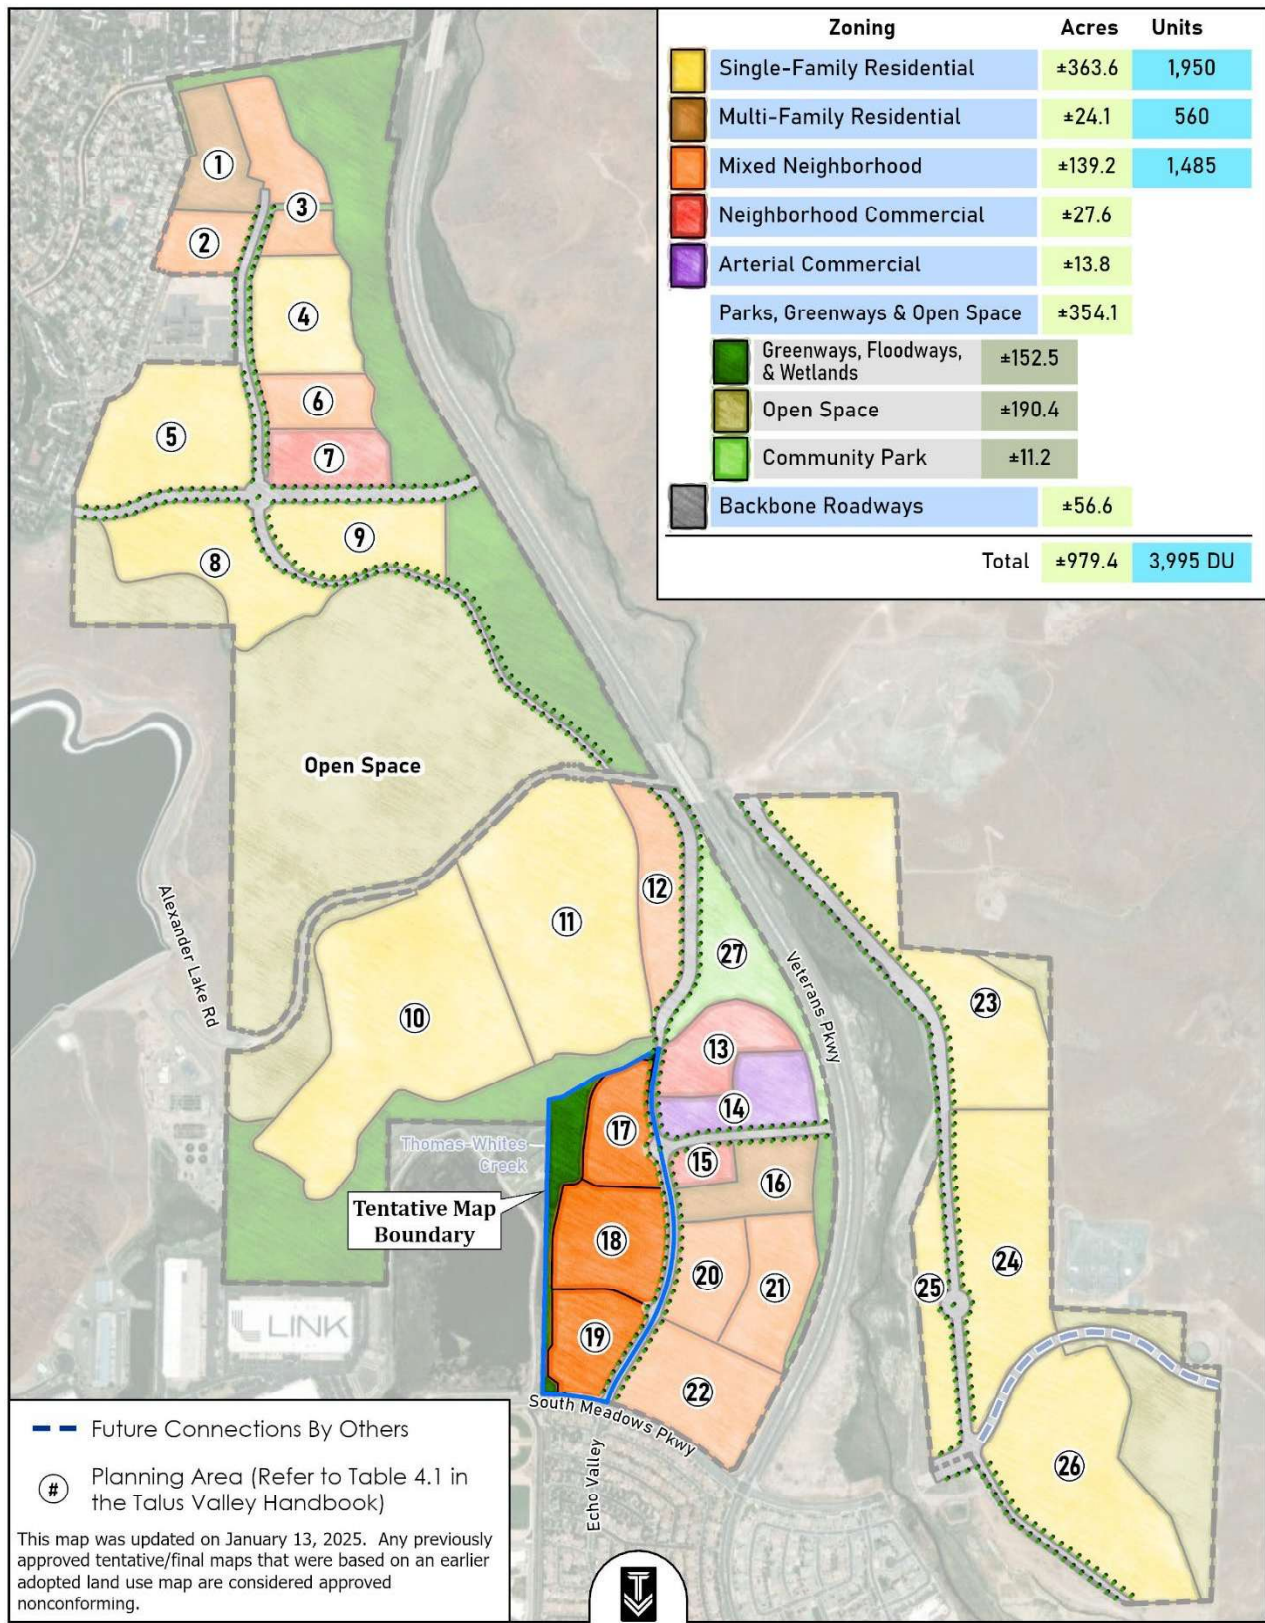 Zoning Acres Units
Single-Family Residential ±363.6 1,950
Multi-Family Residential ±24.1 560
Mixed Neighborhood ±139.2 1,485
Neighborhood Commercial ±27.6
Arterial Commercial ±13.8
Parks, Greenways & Open Space ±354.1
Greenways, Floodways,
& Wetlands ±152.5
Open Space ±190.4
Community Park ±11.2
Backbone Roadways ±56.6
Total ±979.4 3,995 DU
1
2
3
4
5
6
7
8
9
Open Space
Alexander Lake Rd
10
11
12
27
Veterans Pkwy
13
14
15
16
17
Thomas-Whites
Creek
Tentative Map
Boundary
18
19
20
21
22
23
24
25
26
LINK
South Meadows Pkwy
Echo Valley
Future Connections By Others
# Planning Area (Refer to Table 4.1 in
the Talus Valley Handbook)
This map was updated on January 13, 2025. Any previously
approved tentative/final maps that were based on an earlier
adopted land use map are considered approved
nonconforming.